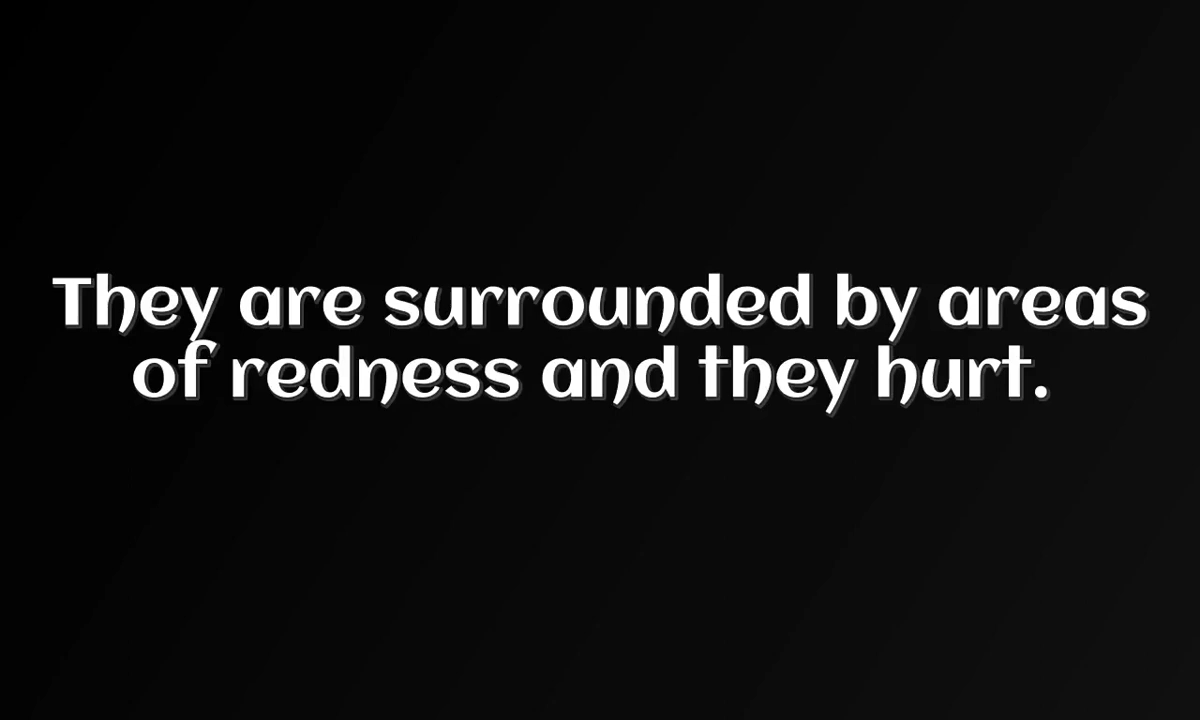 They are surrounded by areas
of redness and they hurt.